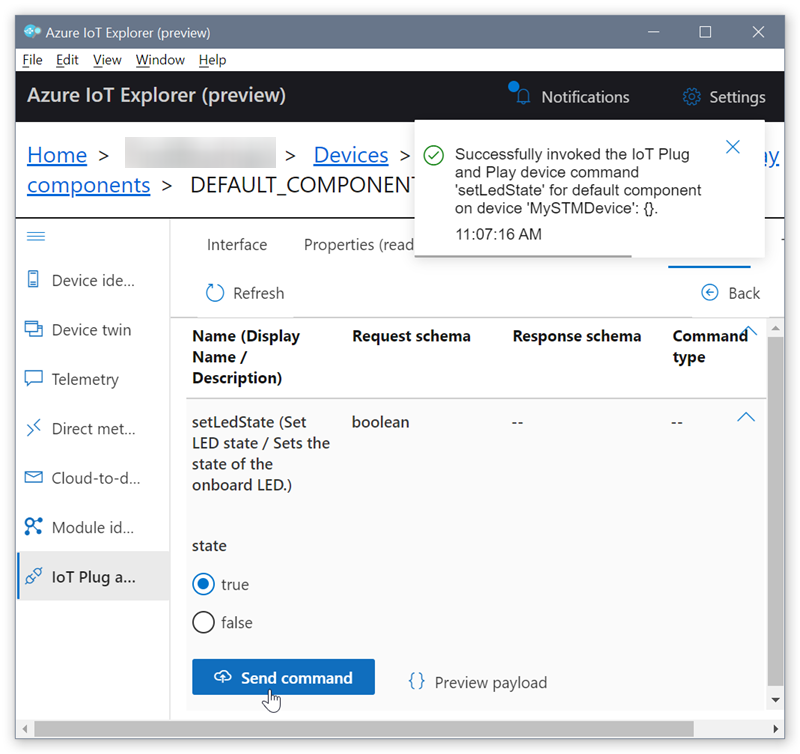 Azure IoT Explorer (preview)
File Edit View Window Help
Azure IoT Explorer (preview)
Notifications
Settings
Home > > Devices >
components > DEFAULT_COMPONENT
Successfully invoked the IoT Plug
and Play device command
'setLedState' for default component
on device 'MySTMDevice': {}.
11:07:16 AM
Device ide...
Device twin
Telemetry
Direct met...
Cloud-to-d...
Module id...
IoT Plug a...
Interface Properties (read
Refresh
Back
Name (Display Request schema Response schema Command
Name / type
Description)
setLedState (Set boolean -- --
LED state / Sets the
state of the
onboard LED.)
state
true
false
Send command
{} Preview payload